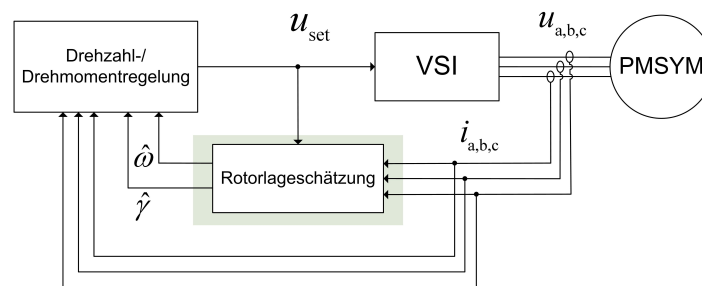 u_set
u_a,b,c
Drehzahl-/
Drehmomentregelung
VSI
PMSYM
i_a,b,c
ω̂
Rotorlageschätzung
γ̂